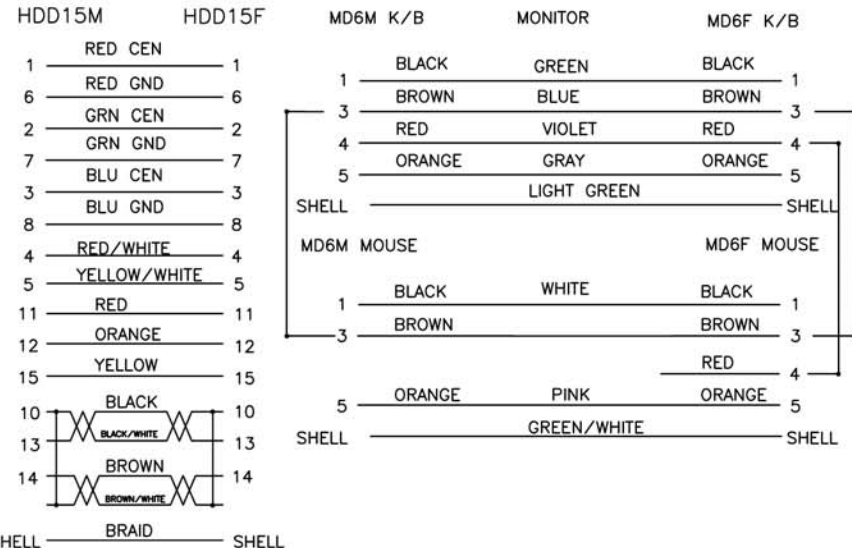 HDD15M HDD15F
1 RED CEN 1
6 RED GND 6
2 GRN CEN 2
7 GRN GND 7
3 BLU CEN 3
8 BLU GND 8
4 RED/WHITE 4
5 YELLOW/WHITE 5
11 RED 11
12 ORANGE 12
15 YELLOW 15
10 BLACK 10
13 BLACK/WHITE 13
14 BROWN 14
BROWN/WHITE
HELL BRAID SHELL
MD6M K/B MONITOR MD6F K/B
1 BLACK GREEN BLACK 1
3 BROWN BLUE BROWN 3
4 RED VIOLET RED 4
5 ORANGE GRAY ORANGE 5
SHELL LIGHT GREEN SHELL
MD6M MOUSE MD6F MOUSE
1 BLACK WHITE BLACK 1
3 BROWN BROWN 3
RED 4
5 ORANGE PINK ORANGE 5
SHELL GREEN/WHITE SHELL